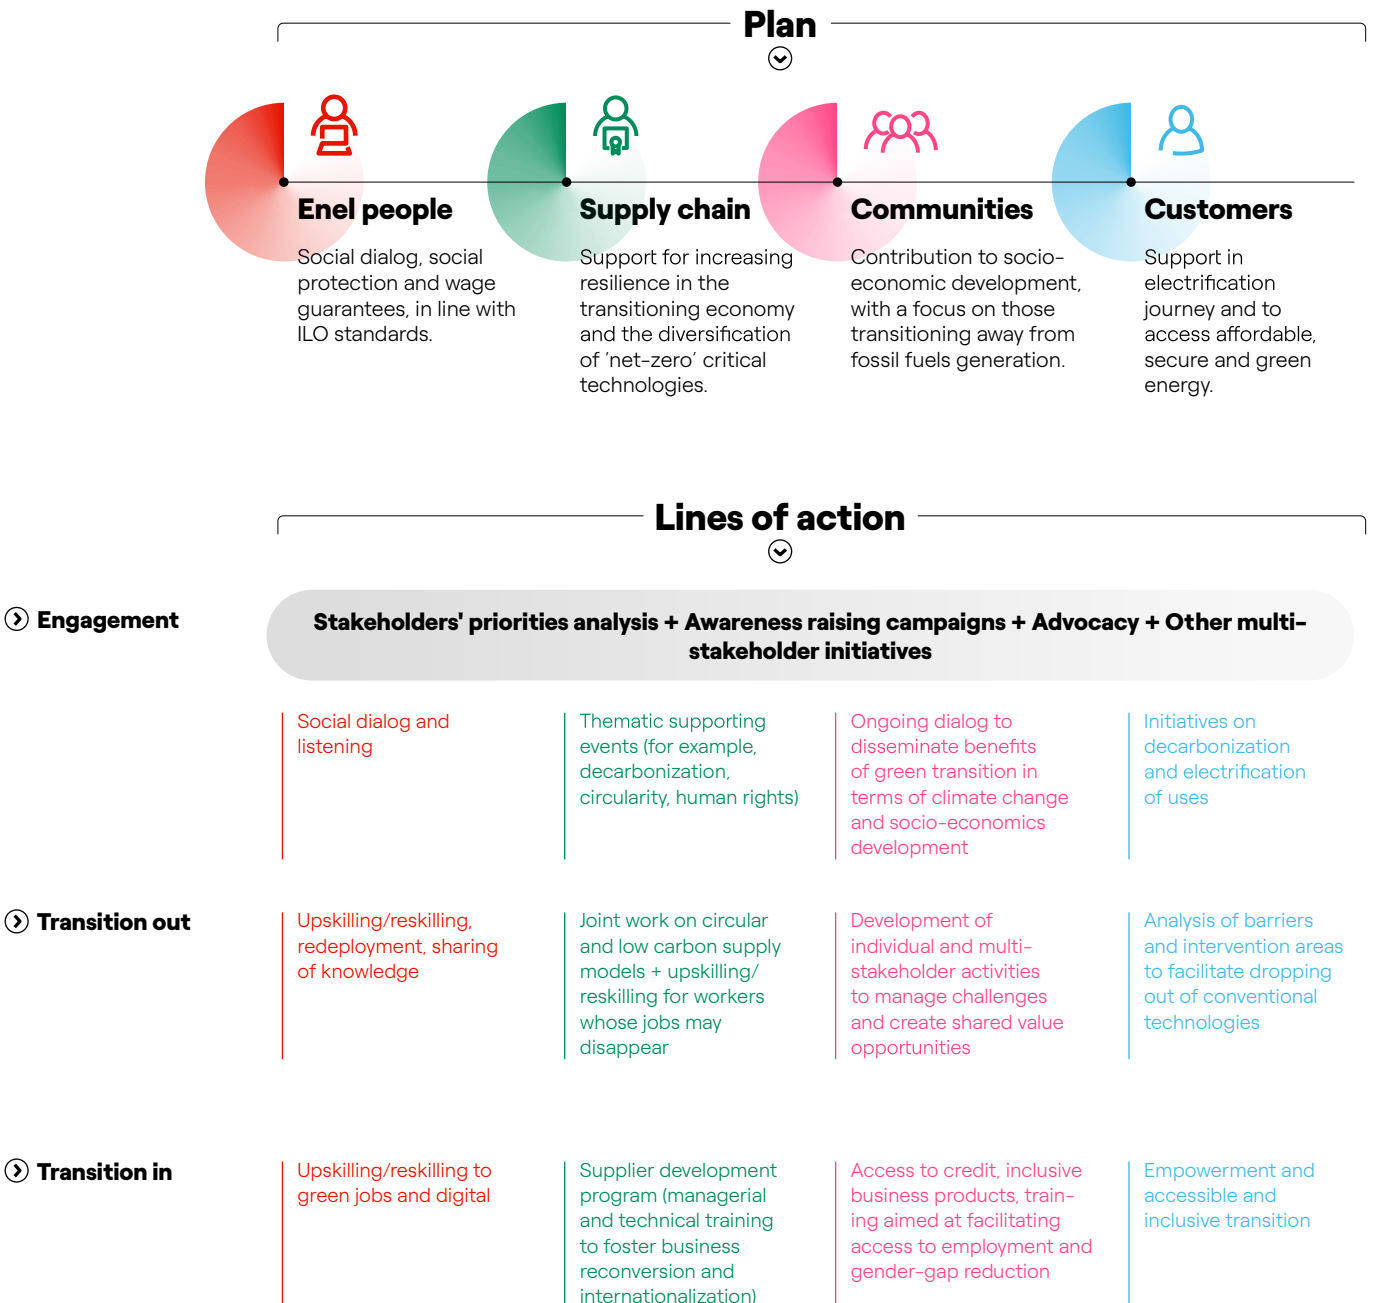 Plan
Enel people
Social dialog, social
protection and wage
guarantees, in line with
ILO standards.
Supply chain
Support for increasing
resilience in the
transitioning economy
and the diversification
of ‘net-zero’ critical
technologies.
Communities
Contribution to socio-
economic development,
with a focus on those
transitioning away from
fossil fuels generation.
Customers
Support in
electrification
journey and to
access affordable,
secure and green
energy.
Lines of action
Engagement
Stakeholders' priorities analysis + Awareness raising campaigns + Advocacy + Other multi-
stakeholder initiatives
Social dialog and
listening
Thematic supporting
events (for example,
decarbonization,
circularity, human rights)
Ongoing dialog to
disseminate benefits
of green transition in
terms of climate change
and socio-economics
development
Initiatives on
decarbonization
and electrification
of uses
Transition out
Upskilling/reskilling,
redeployment, sharing
of knowledge
Joint work on circular
and low carbon supply
models + upskilling/
reskilling for workers
whose jobs may
disappear
Development of
individual and multi-
stakeholder activities
to manage challenges
and create shared value
opportunities
Analysis of barriers
and intervention areas
to facilitate dropping
out of conventional
technologies
Transition in
Upskilling/reskilling to
green jobs and digital
Supplier development
program (managerial
and technical training
to foster business
reconversion and
internationalization)
Access to credit, inclusive
business products, train-
ing aimed at facilitating
access to employment and
gender-gap reduction
Empowerment and
accessible and
inclusive transition